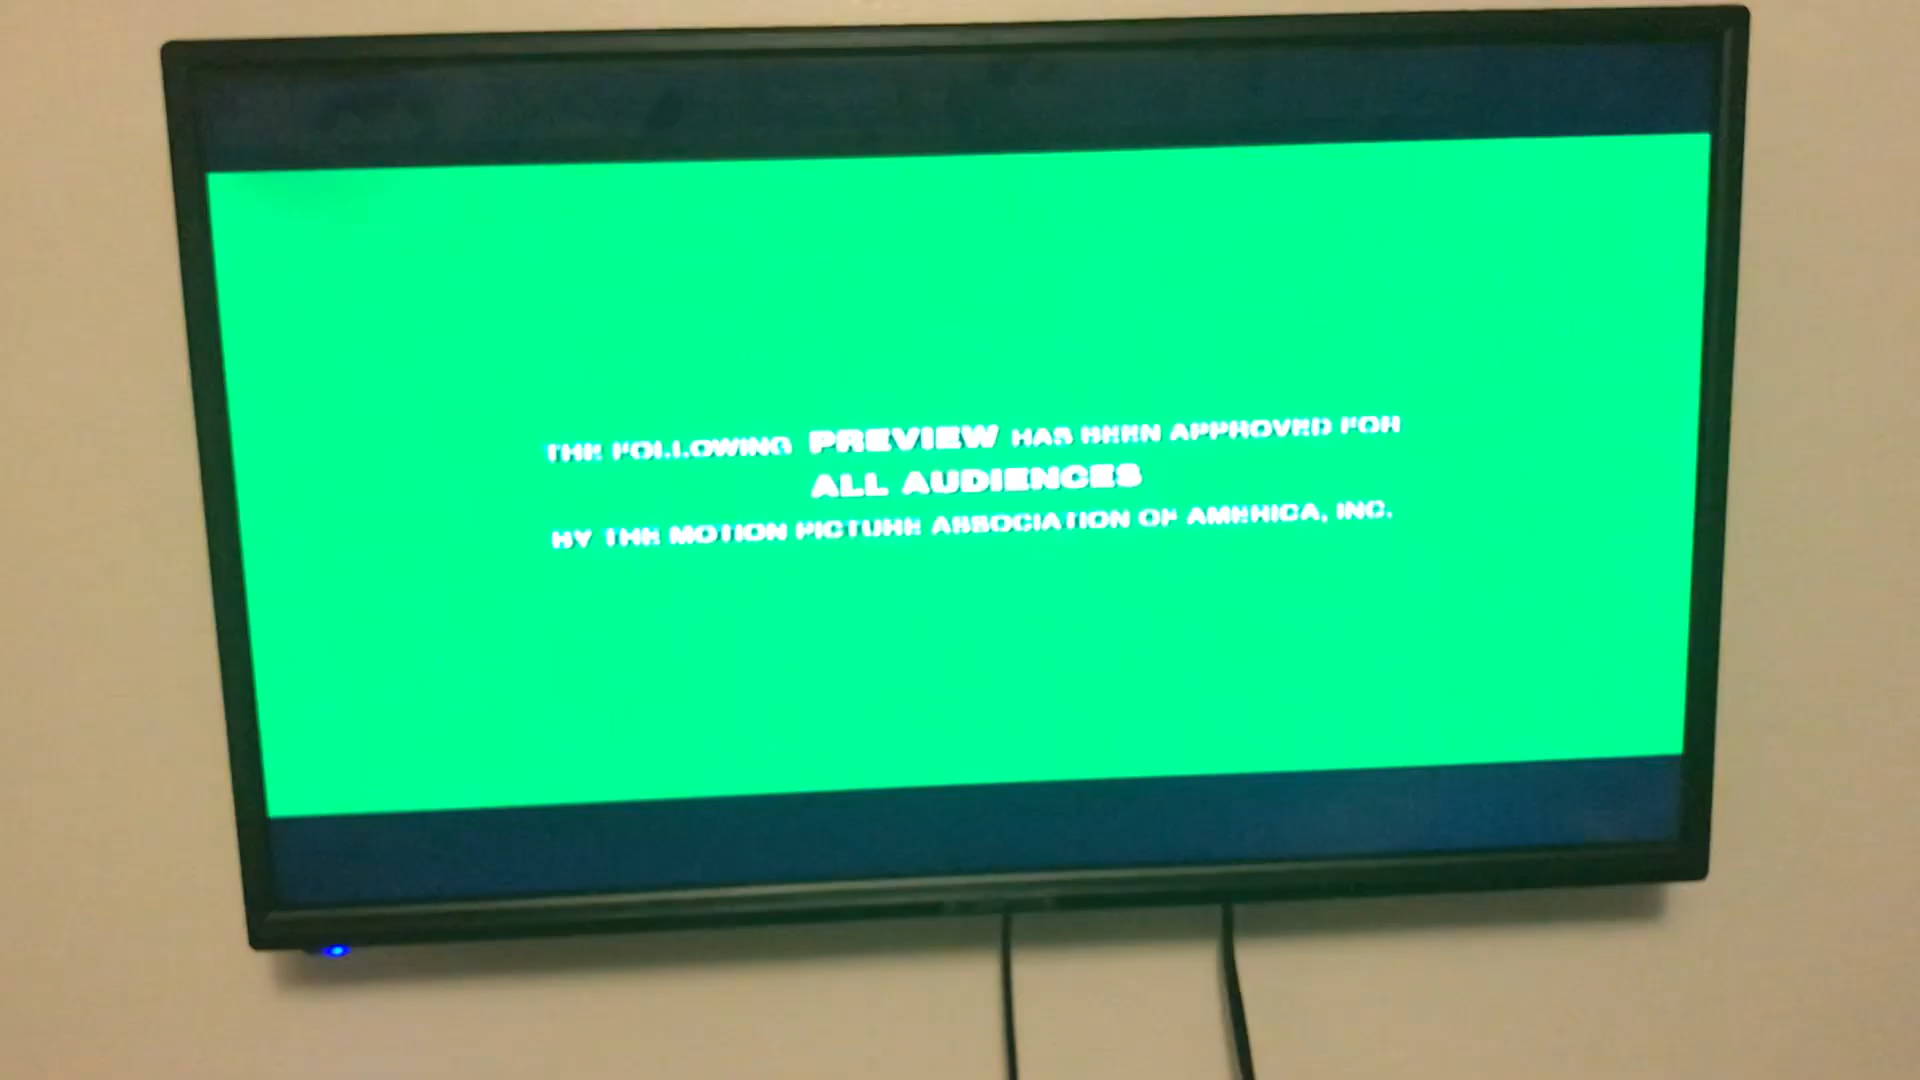 THE FOLLOWING PREVIEW HAS BEEN APPROVED FOR
ALL AUDIENCES
BY THE MOTION PICTURE ASSOCIATION OF AMERICA, INC.